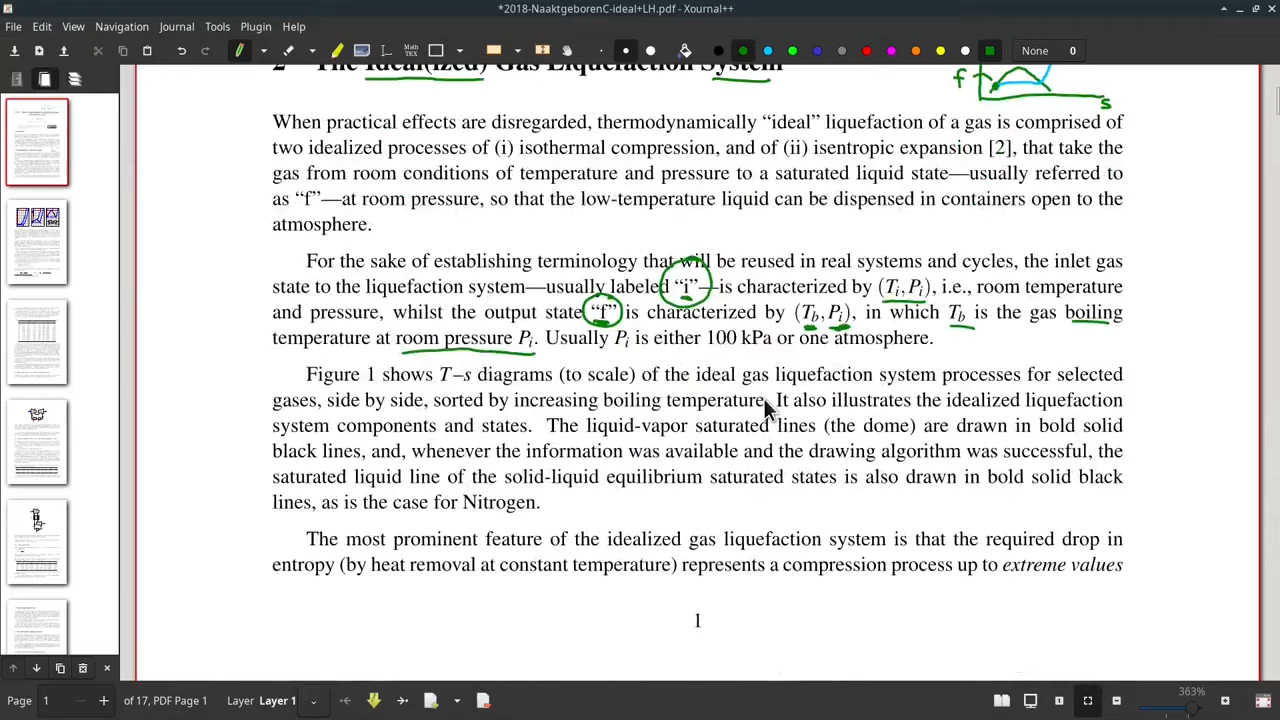 *2018-NaaktgeborenC-ideal+LH.pdf - Xournal++
File Edit View Navigation Journal Tools Plugin Help
Math TEX None 0
2 The Ideal(ized) Gas Liquefaction System
f
s
When practical effects are disregarded, thermodynamically “ideal” liquefaction of a gas is comprised of
two idealized processes of (i) isothermal compression and of (ii) isentropic expansion [2], that take the
gas from room conditions of temperature and pressure to a saturated liquid state—usually referred to
as “f”—at room pressure, so that the low-temperature liquid can be dispensed in containers open to the
atmosphere.
For the sake of establishing terminology that will be reused in real systems and cycles, the inlet gas
state to the liquefaction system—usually labeled “i”—is characterized by (Ti, Pi), i.e., room temperature
and pressure, whilst the output state “f” is characterized by (Tb, Pi), in which Tb is the gas boiling
temperature at room pressure Pi. Usually Pi is either 100 kPa or one atmosphere.
Figure 1 shows T–s diagrams (to scale) of the ideal gas liquefaction system processes for selected
gases, side by side, sorted by increasing boiling temperature. It also illustrates the idealized liquefaction
system components and states. The liquid-vapor saturated lines (the dome) are drawn in bold solid
black lines, and, whenever the information was available and the drawing algorithm was successful, the
saturated liquid line of the solid-liquid equilibrium saturated states is also drawn in bold solid black
lines, as is the case for Nitrogen.
The most prominent feature of the idealized gas liquefaction system is that the required drop in
entropy (by heat removal at constant temperature) represents a compression process up to extreme values
1
Page 1 of 17, PDF Page 1 Layer Layer 1 363%